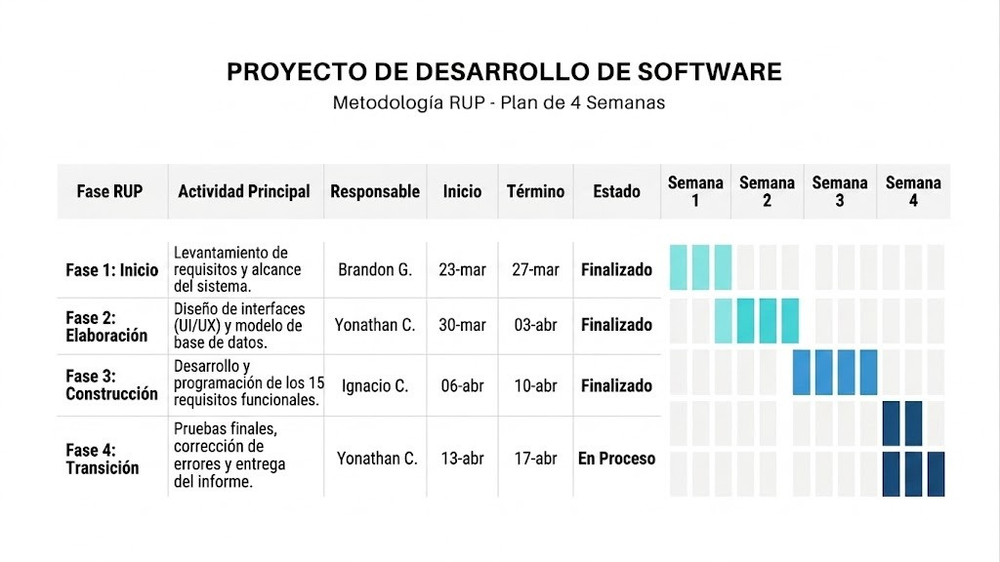 PROYECTO DE DESARROLLO DE SOFTWARE
Metodología RUP - Plan de 4 Semanas
Fase RUP
Actividad Principal
Responsable
Inicio
Término
Estado
Semana
1
Semana
2
Semana
3
Semana
4
Fase 1: Inicio
Levantamiento de
requisitos y alcance
del sistema.
Brandon G.
23-mar
27-mar
Finalizado
Fase 2:
Elaboración
Diseño de interfaces
(UI/UX) y modelo de
base de datos.
Yonathan C.
30-mar
03-abr
Finalizado
Fase 3:
Construcción
Desarrollo y
programación de los 15
requisitos funcionales.
Ignacio C.
06-abr
10-abr
Finalizado
Fase 4:
Transición
Pruebas finales,
corrección de
errores y entrega
del informe.
Yonathan C.
13-abr
17-abr
En Proceso